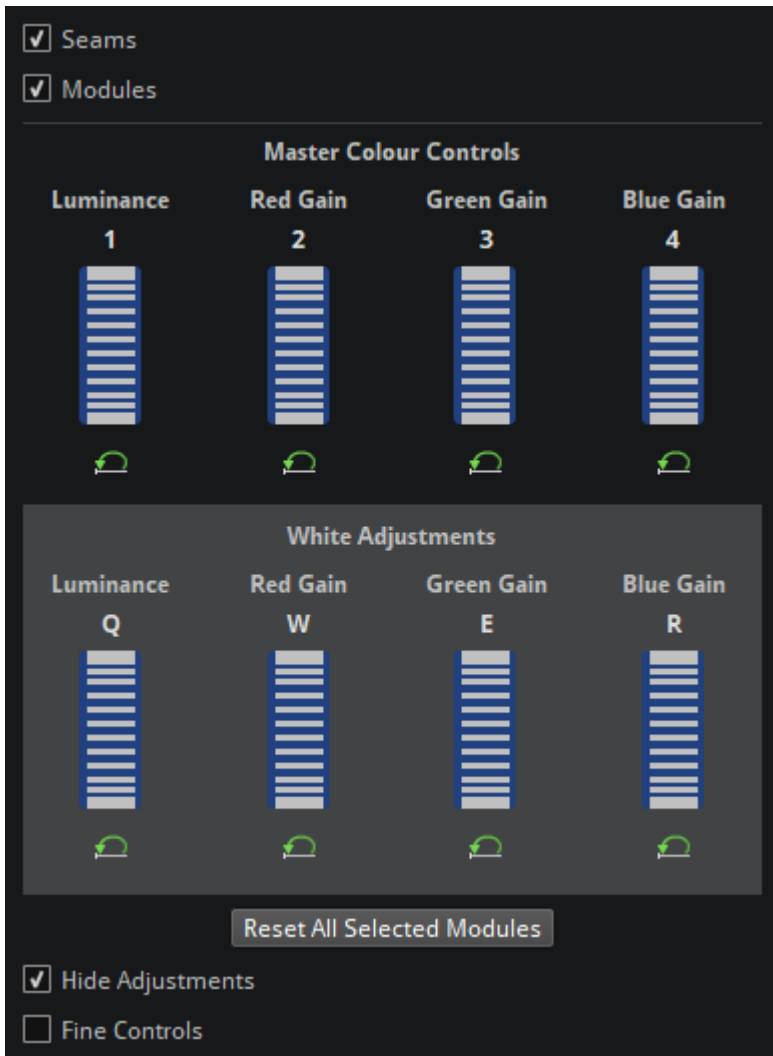 Seams
Modules
Master Colour Controls
Luminance Red Gain Green Gain Blue Gain
1 2 3 4
White Adjustments
Luminance Red Gain Green Gain Blue Gain
Q W E R
Reset All Selected Modules
Hide Adjustments
Fine Controls